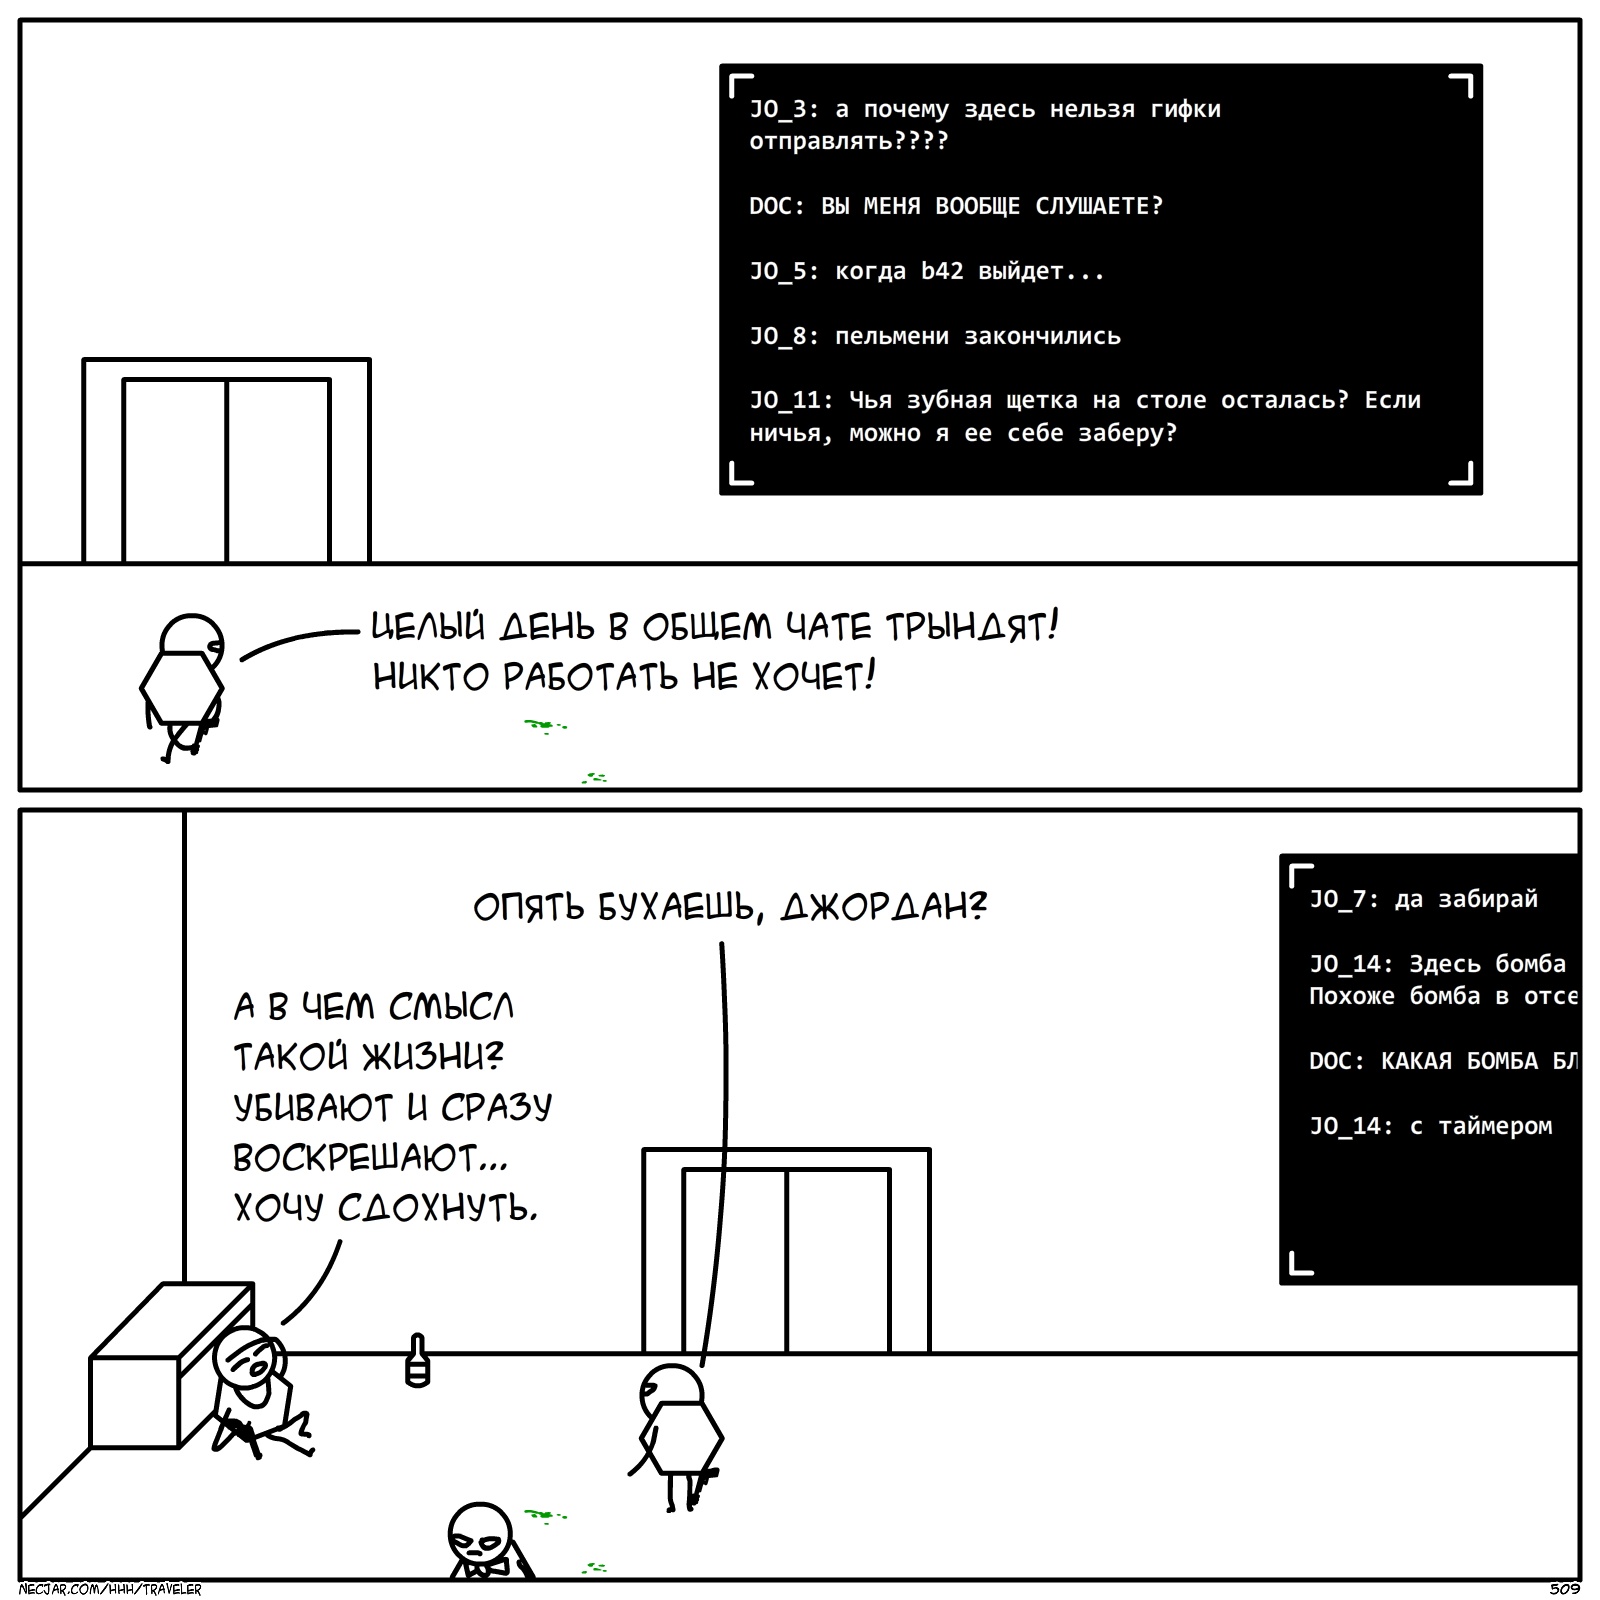 JO_3: а почему здесь нельзя гифки
отправлять????
DOC: ВЫ МЕНЯ ВООБЩЕ СЛУШАЕТЕ?
JO_5: когда b42 выйдет...
JO_8: пельмени закончились
JO_11: Чья зубная щетка на столе осталась? Если
ничья, можно я ее себе заберу?
ЦЕЛЫЙ ДЕНЬ В ОБЩЕМ ЧАТЕ ТРЫНДЯТ!
НИКТО РАБОТАТЬ НЕ ХОЧЕТ!
ОПЯТЬ БУХАЕШЬ, ДЖОРДАН?
А В ЧЕМ СМЫСЛ
ТАКОЙ ЖИЗНИ?
УБИВАЮТ И СРАЗУ
ВОСКРЕШАЮТ...
ХОЧУ СДОХНУТЬ.
JO_7: да забирай
JO_14: Здесь бомба
Похоже бомба в отсе
DOC: КАКАЯ БОМБА БЛ
JO_14: с таймером
NECJAR.COM/HHH/TRAVELER
509